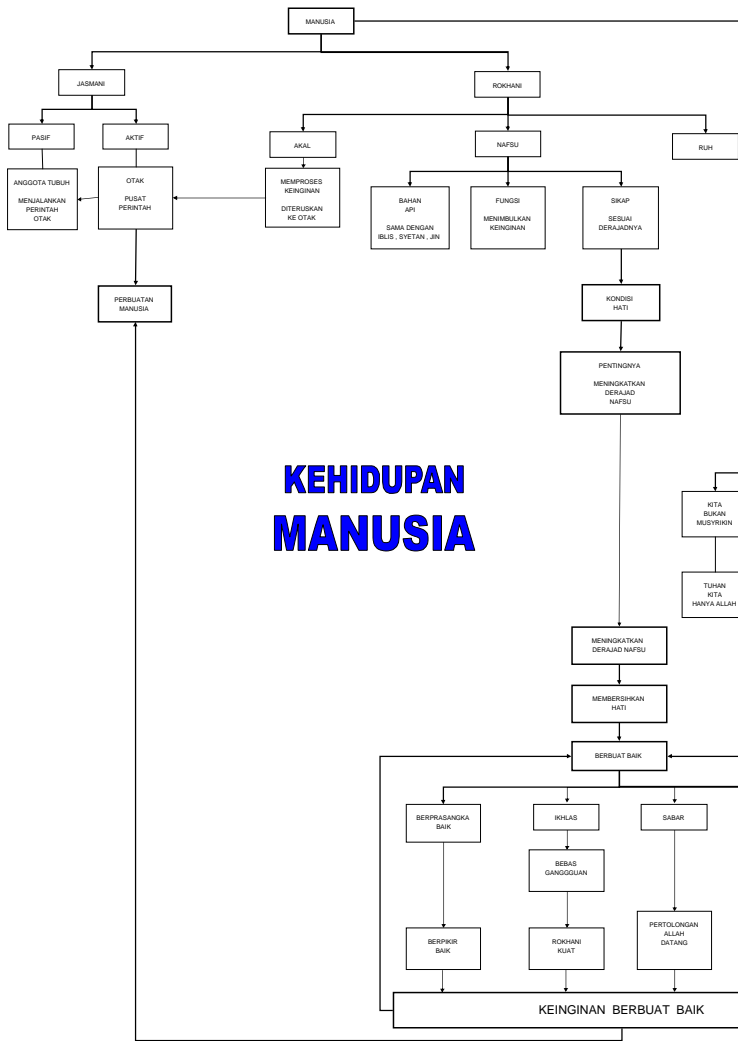 MANUSIA
JASMANI
ROKHANI
PASIF
AKTIF
AKAL
NAFSU
RUH
ANGGOTA TUBUH
MENJALANKAN
PERINTAH
OTAK
OTAK
PUSAT
PERINTAH
MEMPROSES
KEINGINAN
DITERUSKAN
KE OTAK
BAHAN
API
SAMA DENGAN
IBLIS , SYETAN , JIN
FUNGSI
MENIMBULKAN
KEINGINAN
SIKAP
SESUAI
DERAJADNYA
PERBUATAN
MANUSIA
KONDISI
HATI
PENTINGNYA
MENINGKATKAN
DERAJAD
NAFSU
KEHIDUPAN
MANUSIA
KITA
BUKAN
MUSYRIKIN
TUHAN
KITA
HANYA ALLAH
MENINGKATKAN
DERAJAD NAFSU
MEMBERSIHKAN
HATI
BERBUAT BAIK
BERPRASANGKA
BAIK
IKHLAS
SABAR
BEBAS
GANGGGUAN
BERPIKIR
BAIK
ROKHANI
KUAT
PERTOLONGAN
ALLAH
DATANG
KEINGINAN BERBUAT BAIK